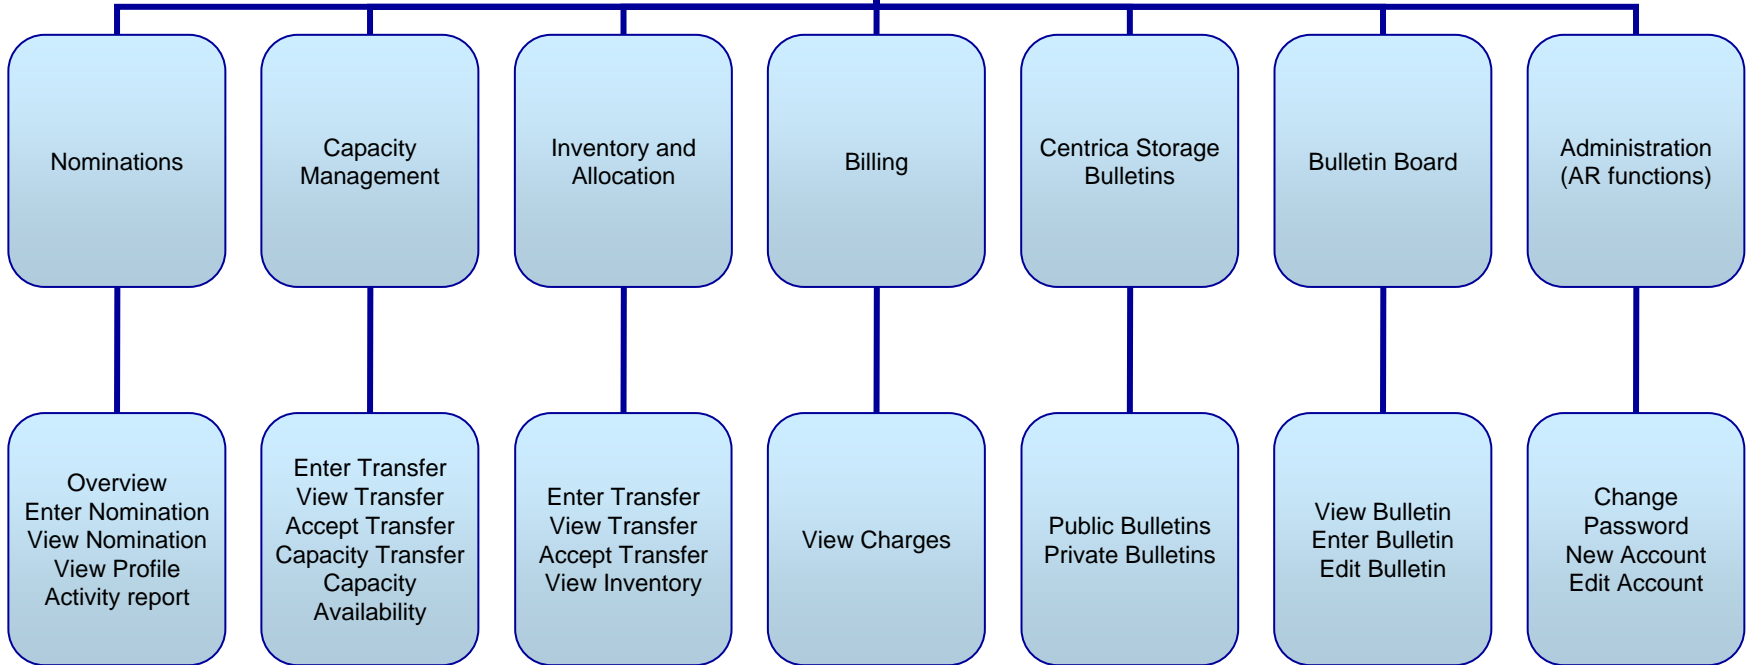 Nominations
Capacity
Management
Inventory and
Allocation
Billing
Centrica Storage
Bulletins
Bulletin Board
Administration
(AR functions)
Overview
Enter Nomination
View Nomination
View Profile
Activity report
Enter Transfer
View Transfer
Accept Transfer
Capacity Transfer
Capacity
Availability
Enter Transfer
View Transfer
Accept Transfer
View Inventory
View Charges
Public Bulletins
Private Bulletins
View Bulletin
Enter Bulletin
Edit Bulletin
Change
Password
New Account
Edit Account